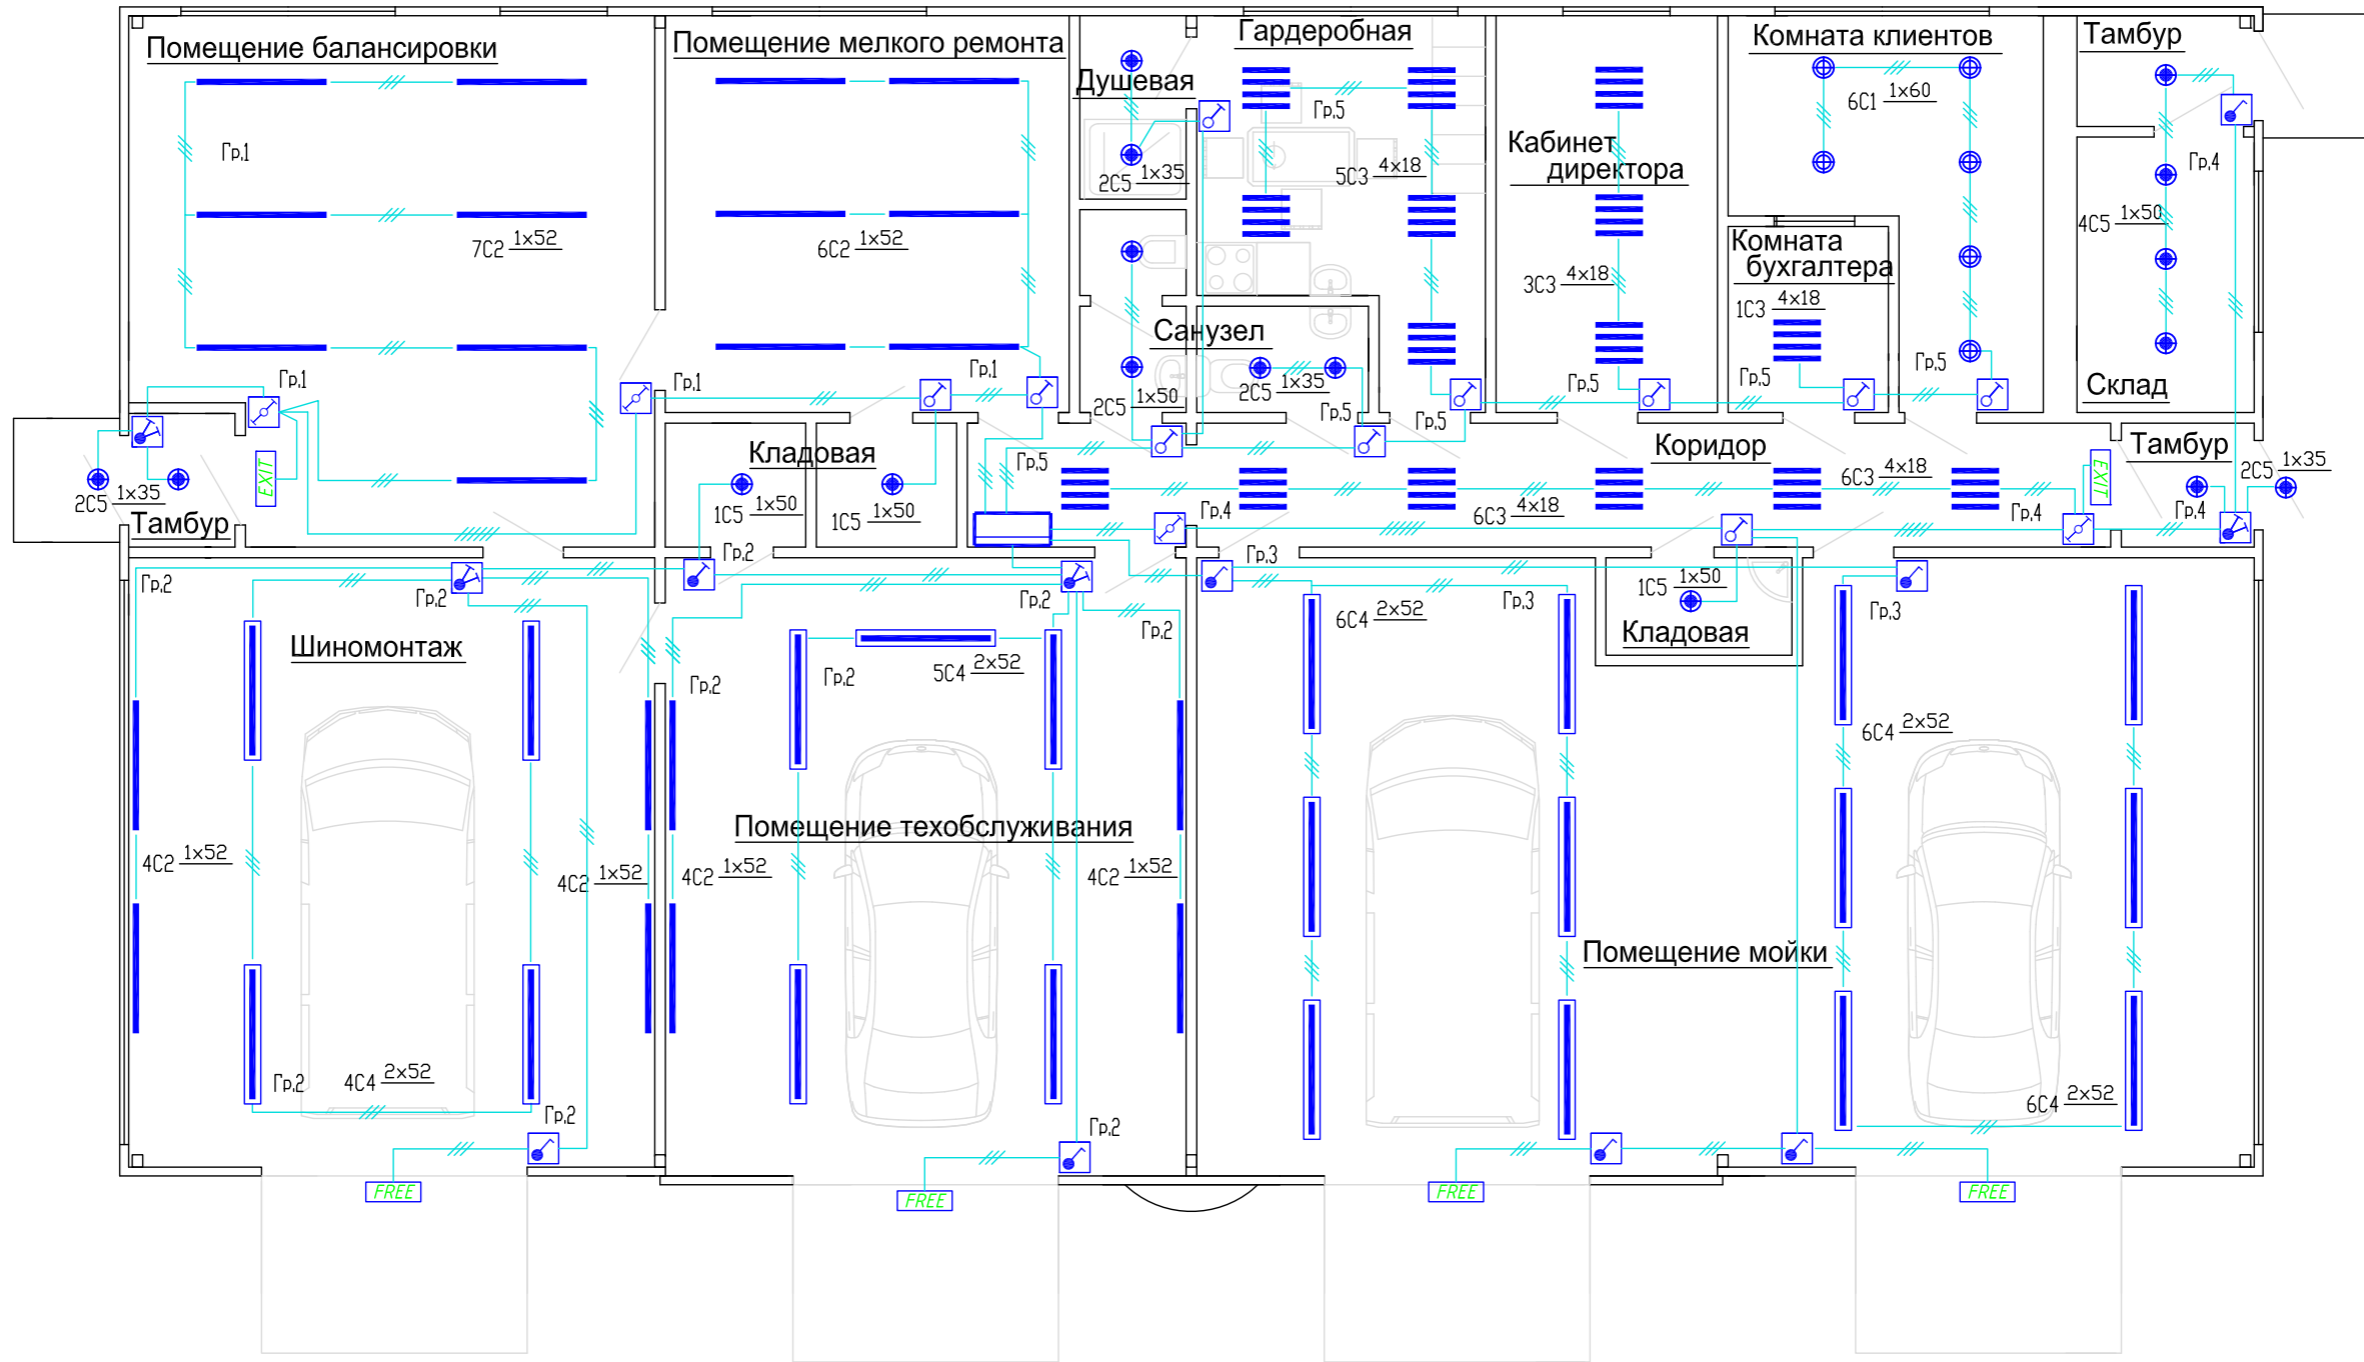 Помещение балансировки
Помещение мелкого ремонта
Душевая
Гардеробная
Комната клиентов
Тамбур
6С1 1x60
Гр.1
Гр.5
Кабинет
директора
2С5 1x35
5С3 4x18
Гр.4
4С5 1x50
7С2 1x52
6С2 1x52
3С3 4x18
Комната
бухгалтера
1С3 4x18
Санузел
Гр.1
Гр.1
Гр.1
2С5 1x50
2С5 1x35
Гр.5
Гр.5
Гр.5
Гр.5
Гр.5
Склад
Кладовая
Гр.5
Коридор
Тамбур
EXIT
EXIT
2С5 1x35
2С5 1x35
Тамбур
1С5 1x50
1С5 1x50
6С3 4x18
6С3 4x18
Гр.4
Гр.4
Гр.4
Гр.2
Гр.2
Гр.2
Гр.2
Гр.2
Гр.3
Гр.3
Гр.3
1С5 1x50
Кладовая
6С4 2x52
Шиномонтаж
5С4 2x52
Гр.2
Гр.2
6С4 2x52
Помещение техобслуживания
4С2 1x52
4С2 1x52
4С2 1x52
4С2 1x52
Помещение мойки
4С4 2x52
Гр.2
Гр.2
Гр.2
6С4 2x52
FREE
FREE
FREE
FREE